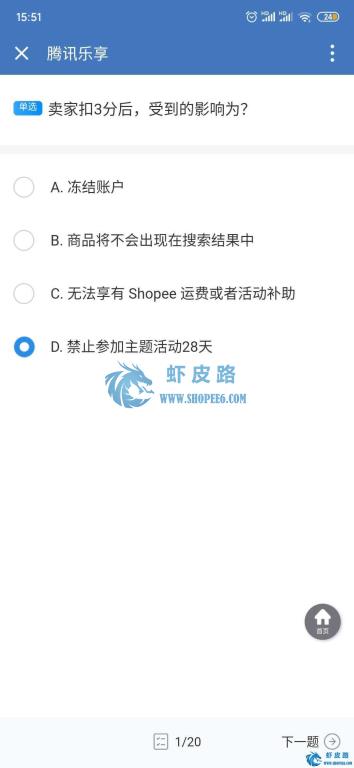 15:51
24
腾讯乐享
单选 卖家扣3分后，受到的影响为？
A. 冻结账户
B. 商品将不会出现在搜索结果中
C. 无法享有 Shopee 运费或者活动补助
D. 禁止参加主题活动28天
虾皮路
WWW.SHOPEE6.COM
首页
1/20
下一题
虾皮路
www.shopee6.com